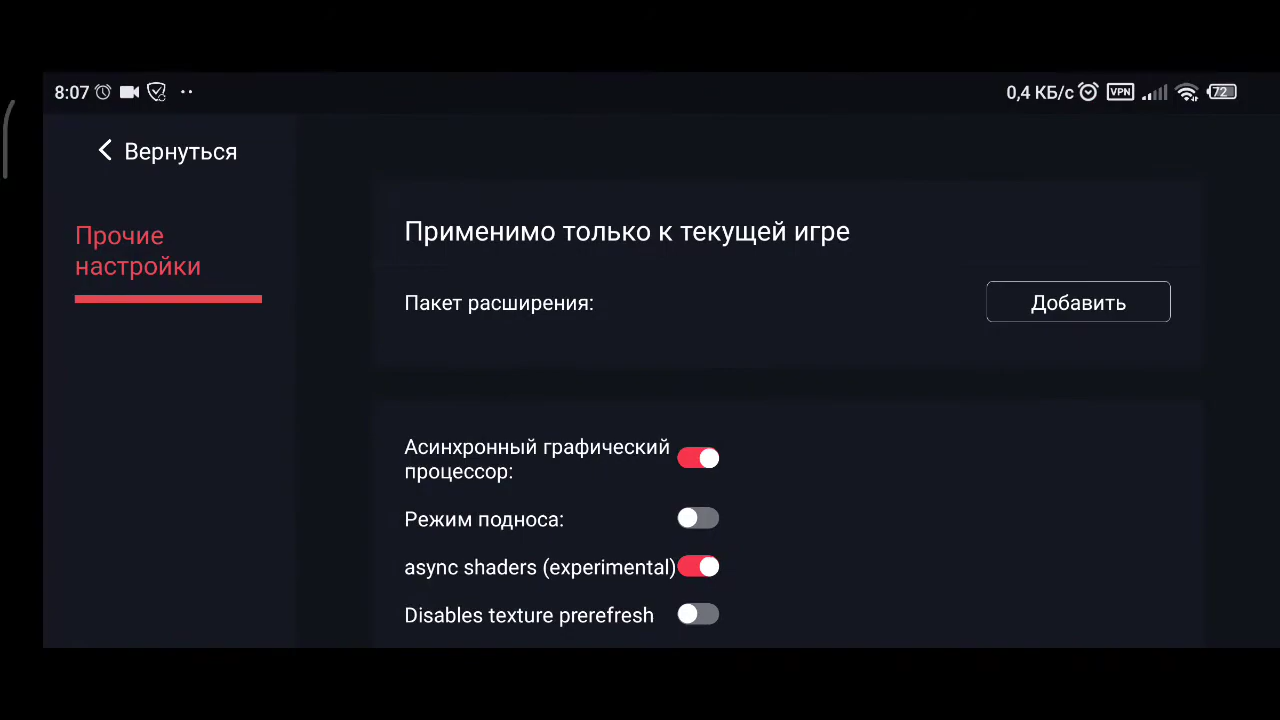 8:07
0,4 КБ/с VPN 72
Вернуться
Прочие
настройки
Применимо только к текущей игре
Пакет расширения:
Добавить
Асинхронный графический
процессор:
Режим подноса:
async shaders (experimental)
Disables texture prerefresh